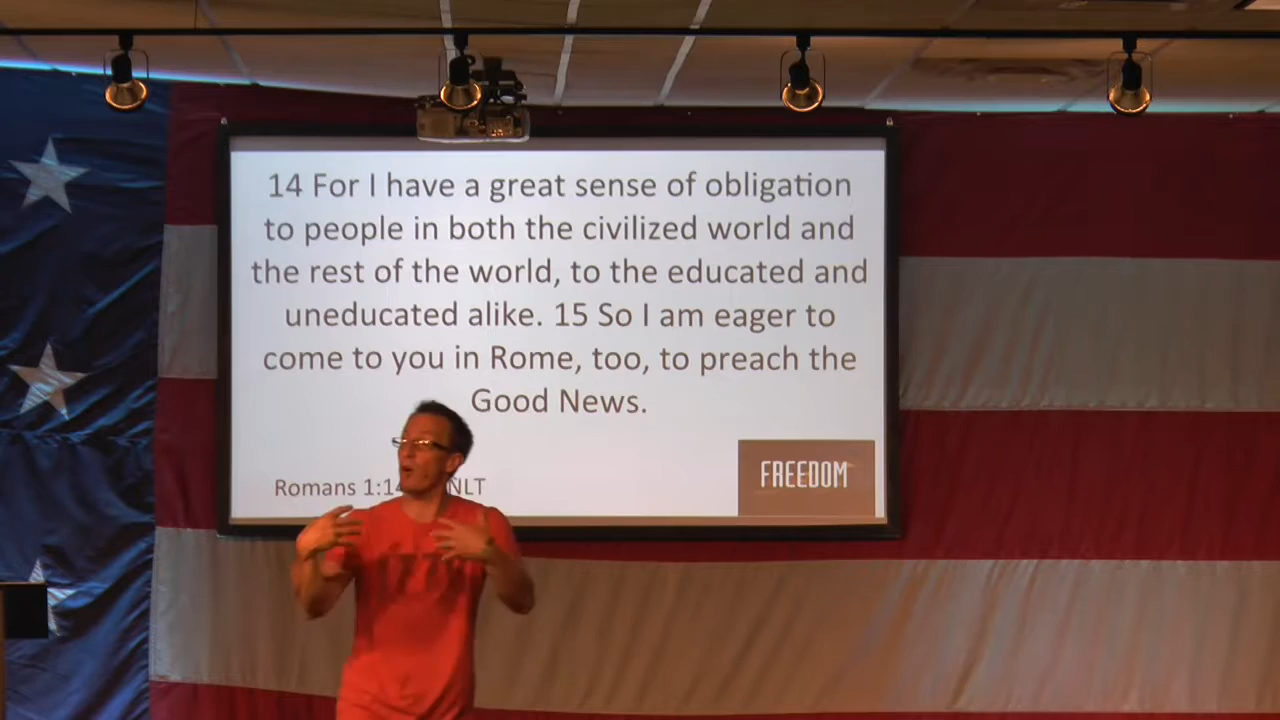 14 For I have a great sense of obligation
to people in both the civilized world and
the rest of the world, to the educated and
uneducated alike. 15 So I am eager to
come to you in Rome, too, to preach the
Good News.
Romans 1:14 NLT
FREEDOM